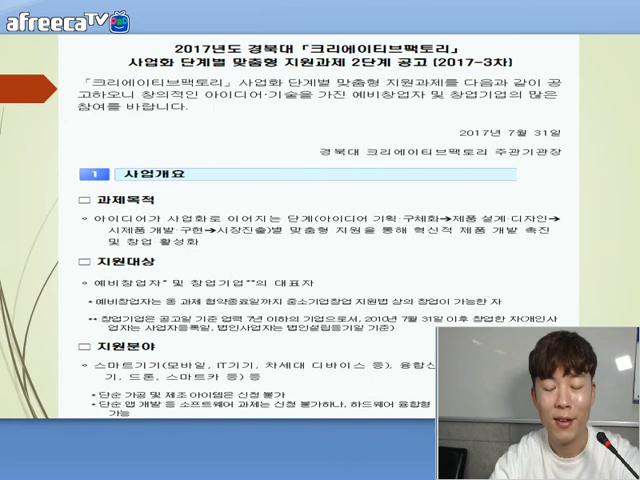 afreecaTV
2017년도 경북대「크리에이티브팩토리」
사업화 단계별 맞춤형 지원과제 2단계 공고 (2017-3차)
「크리에이티브팩토리」 사업화 단계별 맞춤형 지원과제를 다음과 같이 공
고하오니 창의적인 아이디어·기술을 가진 예비창업자 및 창업기업의 많은
참여를 바랍니다.
2017년 7월 31일
경북대 크리에이티브팩토리 주관기관장
1 사업개요
□ 과제목적
◦ 아이디어가 사업화로 이어지는 단계(아이디어 기획·구체화➔제품 설계·디자인➔
시제품 개발·구현➔시장진출)별 맞춤형 지원을 통해 혁신적 제품 개발 촉진
및 창업 활성화
□ 지원대상
◦ 예비창업자* 및 창업기업**의 대표자
* 예비창업자는 동 과제 협약종료일까지 중소기업창업 지원법 상의 창업이 가능한 자
** 창업기업은 공고일 기준 업력 7년 이하의 기업으로서, 2010년 7월 31일 이후 창업한 자(개인사
업자는 사업자등록일, 법인사업자는 법인설립등기일 기준)
□ 지원분야
◦ 스마트기기(모바일, IT기기, 차세대 디바이스 등), 융합신
기, 드론, 스마트카 등) 등
* 단순 가공 및 제조 아이템은 신청 불가
* 단순 앱 개발 등 소프트웨어 과제는 신청 불가하나, 하드웨어 융합형
가능